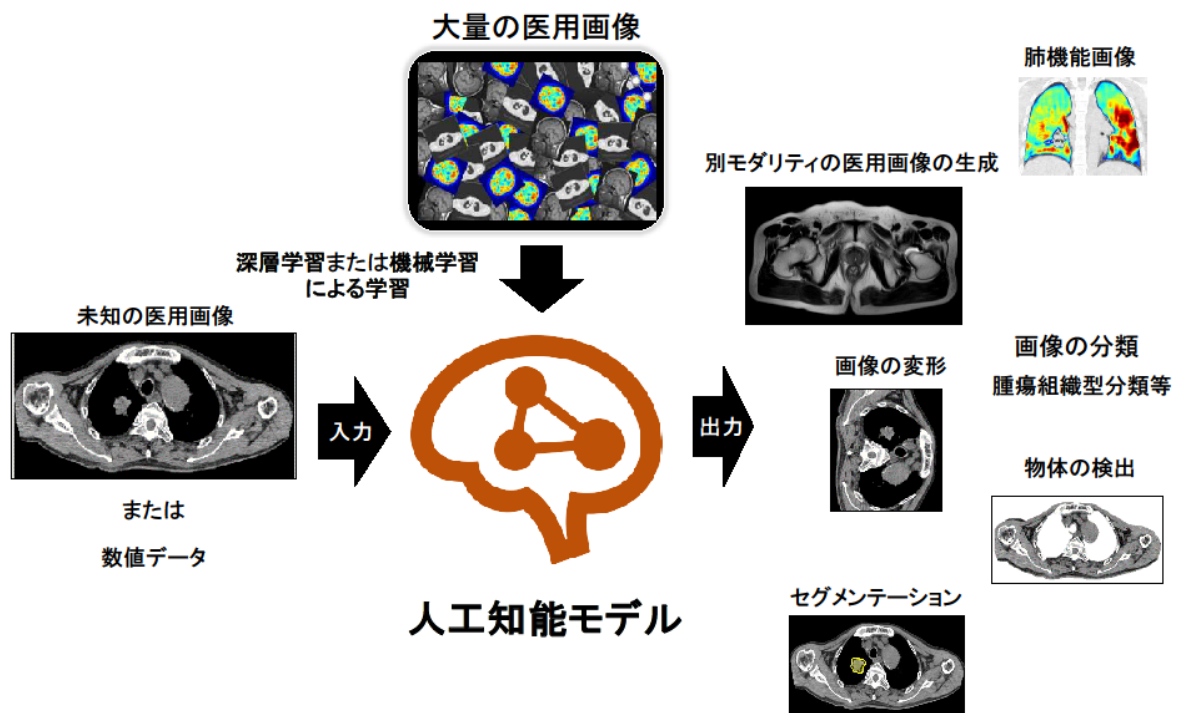 大量の医用画像
肺機能画像
別モダリティの医用画像の生成
深層学習または機械学習
による学習
未知の医用画像
入力
出力
画像の変形
画像の分類
腫瘍組織型分類等
物体の検出
または
数値データ
人工知能モデル
セグメンテーション